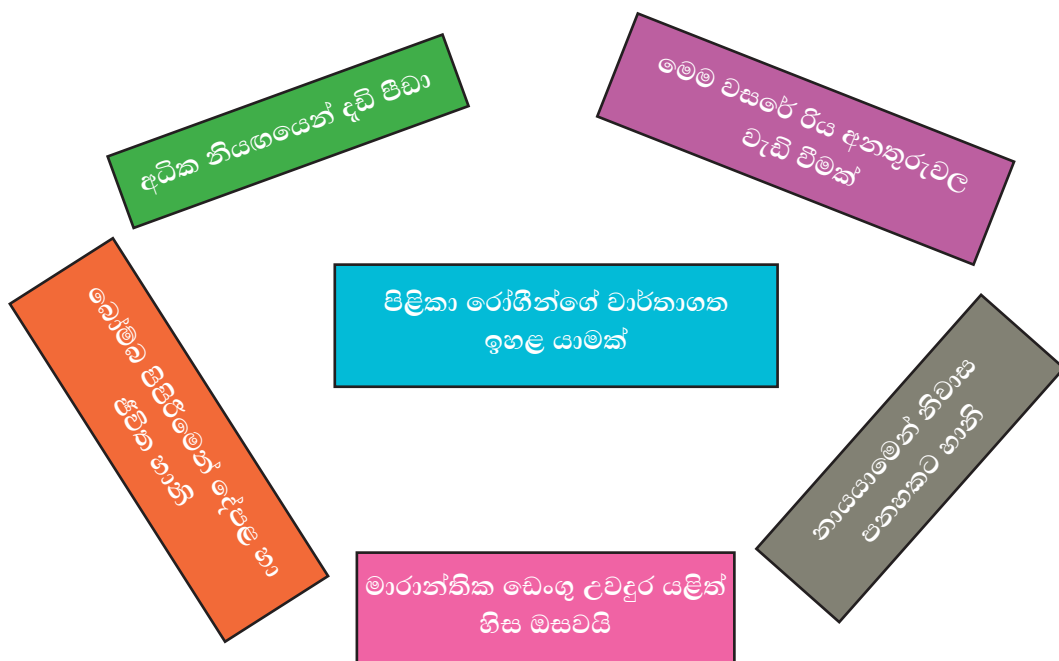 අධික නියඟයෙන් දැඩි පීඩා
මෙම වසරේ රිය අනතුරුවල
වැඩි වීමක්
පිළිකා රෝගීන්ගේ වාර්තාගත
ඉහළ යාමක්
බෝම්බ පිපිරීමෙන් දේපළ හා
ජීවිත හානි
නායයාමෙන් නිවාස
පනහකට හානි
මාරාන්තික ඩෙංගු උවදුර යළිත්
හිස ඔසවයි